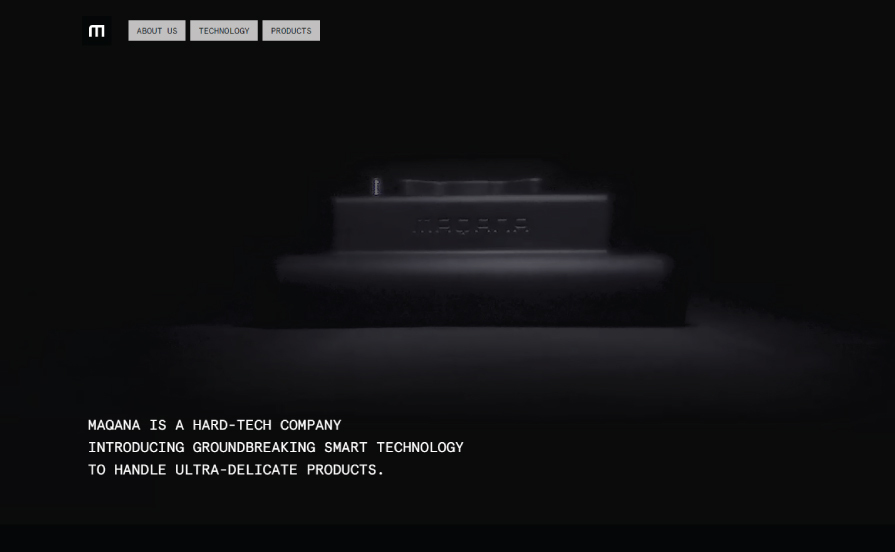 m
ABOUT US
TECHNOLOGY
PRODUCTS
maqana
MAQANA IS A HARD-TECH COMPANY
INTRODUCING GROUNDBREAKING SMART TECHNOLOGY
TO HANDLE ULTRA-DELICATE PRODUCTS.